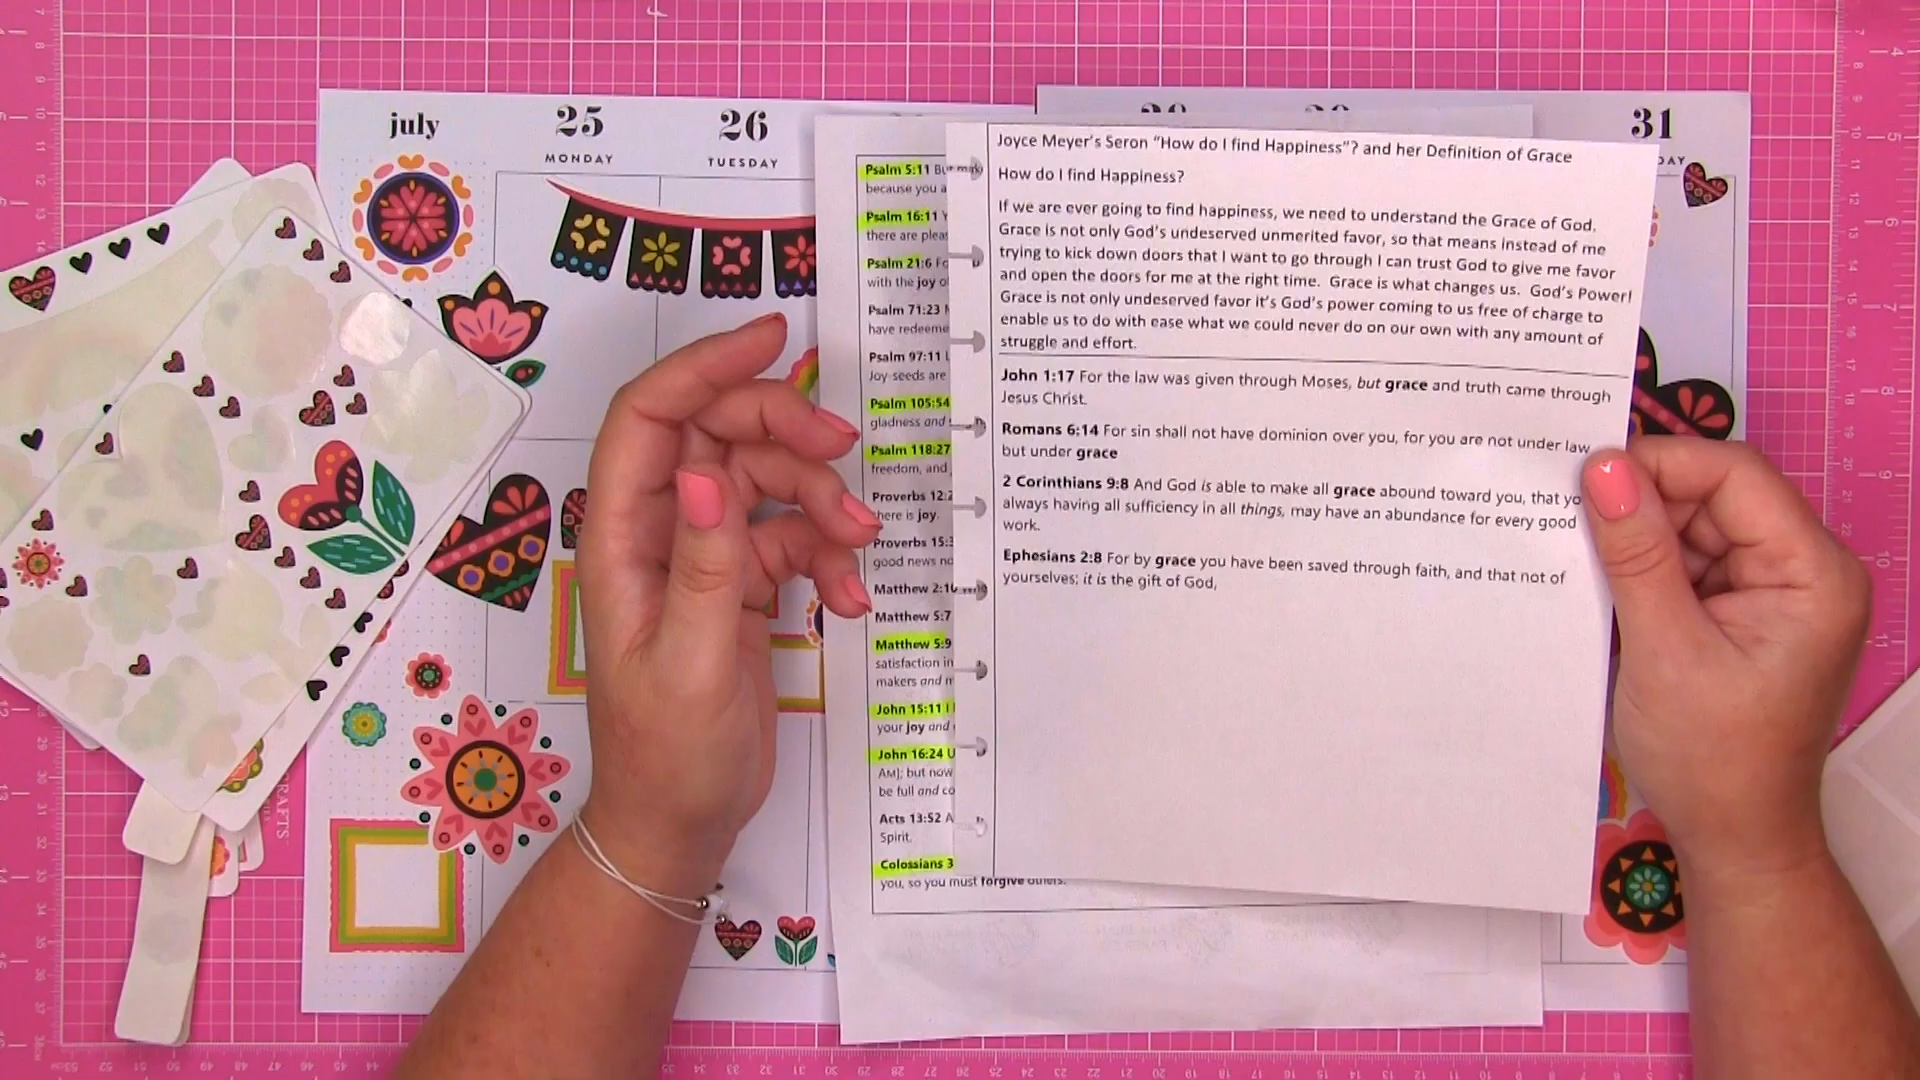 july
25
MONDAY
26
TUESDAY
31
Joyce Meyer's Seron "How do I find Happiness"? and her Definition of Grace
How do I find Happiness?
If we are ever going to find happiness, we need to understand the Grace of God.
Grace is not only God's undeserved unmerited favor, so that means instead of me
trying to kick down doors that I want to go through I can trust God to give me favor
and open the doors for me at the right time. Grace is what changes us. God's Power!
Grace is not only undeserved favor it's God's power coming to us free of charge to
enable us to do with ease what we could never do on our own with any amount of
struggle and effort.
John 1:17 For the law was given through Moses, but grace and truth came through
Jesus Christ.
Romans 6:14 For sin shall not have dominion over you, for you are not under law
but under grace
2 Corinthians 9:8 And God is able to make all grace abound toward you, that yo
always having all sufficiency in all things, may have an abundance for every good
work.
Ephesians 2:8 For by grace you have been saved through faith, and that not of
yourselves; it is the gift of God,
Psalm 5:11
because you a
Psalm 16:11 Y
there are plea
Psalm 21:6
with the joy o
Psalm 71:23
have redeeme
Psalm 97:11
Joy-seeds are
Psalm 105:54
gladness and
Psalm 118:27
freedom, and
Proverbs 12:2
there is joy.
Proverbs 15:3
good news no
Matthew 2:10
Matthew 5:7
Matthew 5:9
satisfaction in
makers and m
John 15:11 I
your joy and
John 16:24 U
AM]; but now
be full and co
Acts 13:52 A
Spirit.
Colossians 3
you, so you must forgive others.